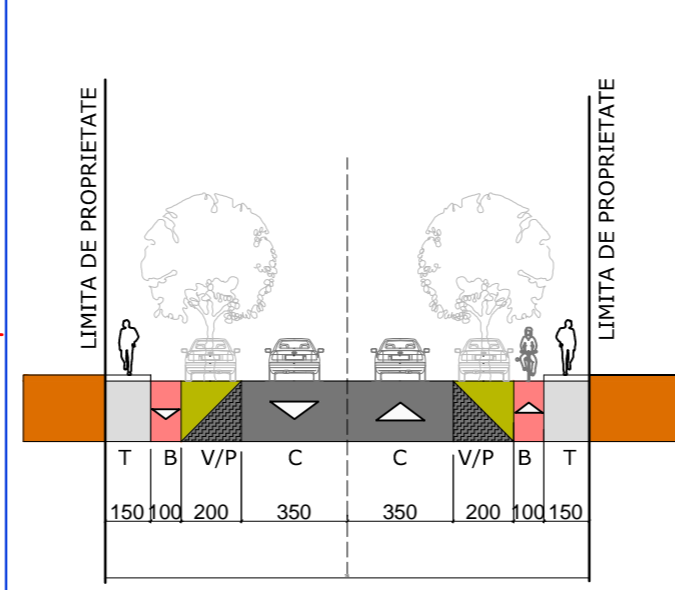 LIMITA DE PROPRIETATE
LIMITA DE PROPRIETATE
T B V/P C C V/P B T
150 100 200 350 350 200 100 150